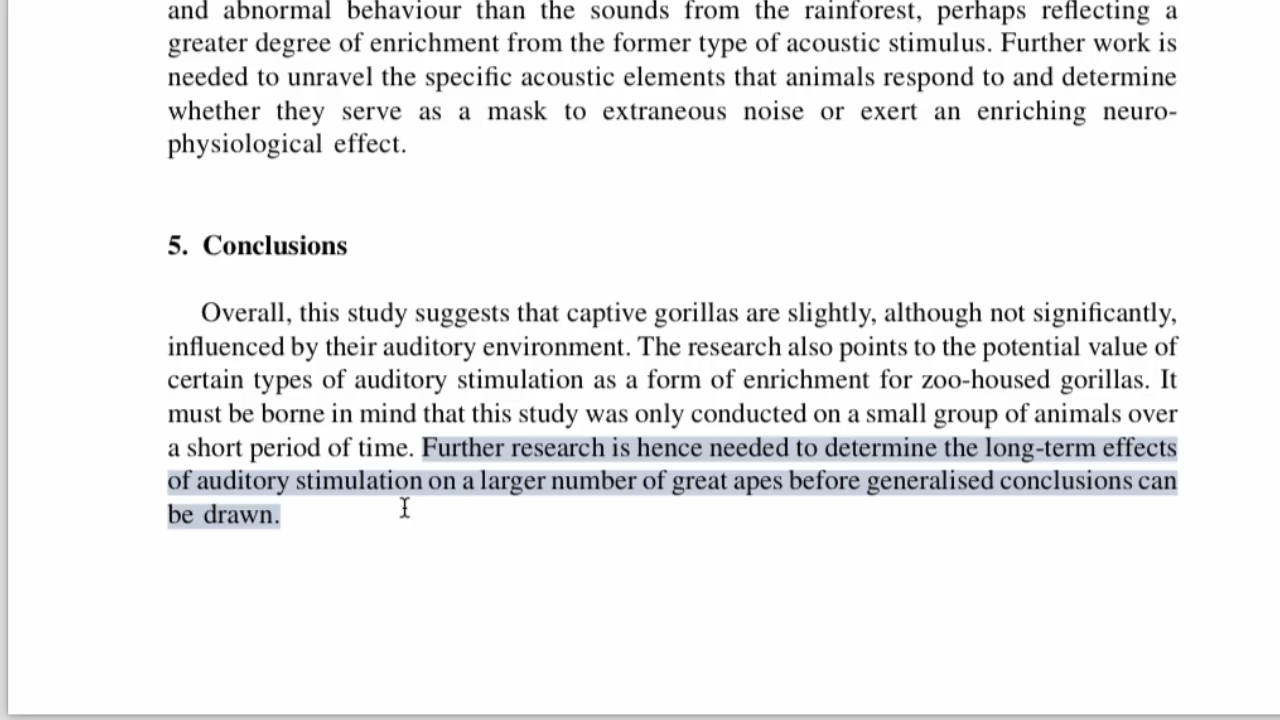 and abnormal behaviour than the sounds from the rainforest, perhaps reflecting a
greater degree of enrichment from the former type of acoustic stimulus. Further work is
needed to unravel the specific acoustic elements that animals respond to and determine
whether they serve as a mask to extraneous noise or exert an enriching neuro-
physiological effect.
5. Conclusions
Overall, this study suggests that captive gorillas are slightly, although not significantly,
influenced by their auditory environment. The research also points to the potential value of
certain types of auditory stimulation as a form of enrichment for zoo-housed gorillas. It
must be borne in mind that this study was only conducted on a small group of animals over
a short period of time. Further research is hence needed to determine the long-term effects
of auditory stimulation on a larger number of great apes before generalised conclusions can
be drawn.